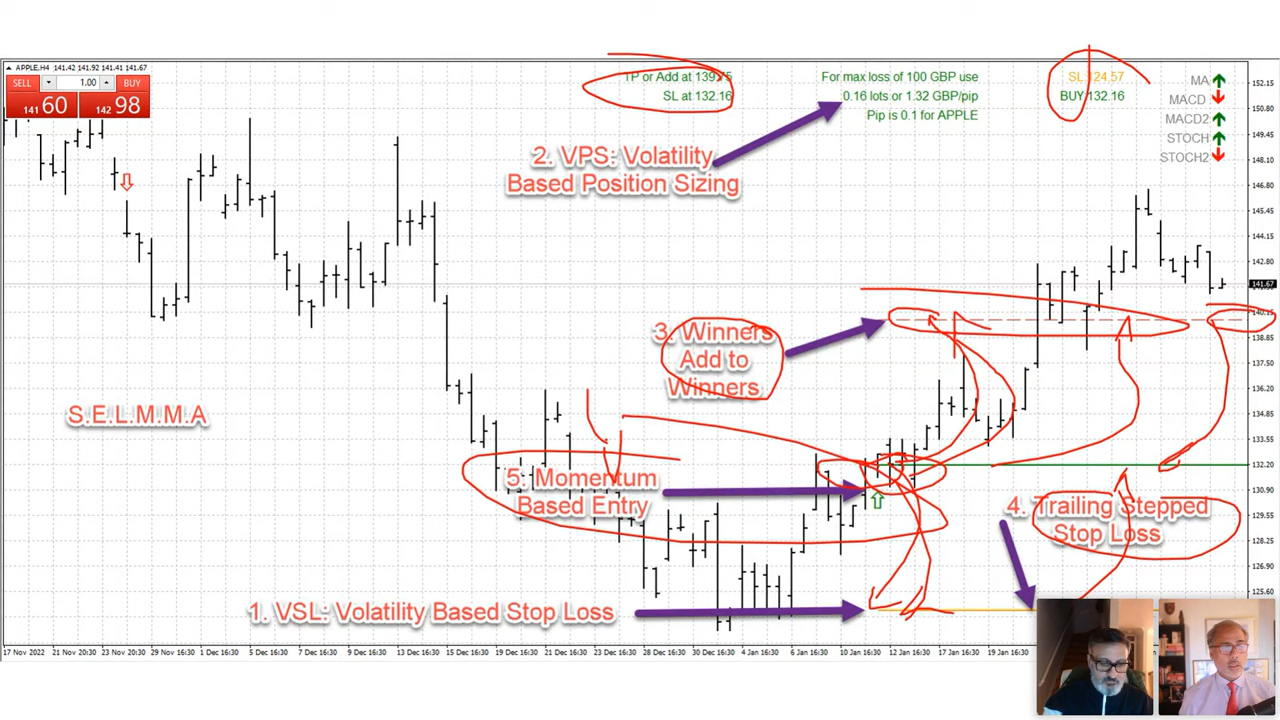 APPLE,H4 141.42 141.92 141.41 141.67
SELL 1.00 BUY
141 60 142 98
TP or Add at 139.75
SL at 132.16
For max loss of 100 GBP use
0.16 lots or 1.32 GBP/pip
Pip is 0.1 for APPLE
SL 124.57
BUY 132.16
MA
MACD
MACD2
STOCH
STOCH2
2. VPS: Volatility
Based Position Sizing
3. Winners
Add to
Winners
S.E.L.M.M.A
5. Momentum
Based Entry
4. Trailing Stepped
Stop Loss
1. VSL: Volatility Based Stop Loss
152.15
150.80
149.45
148.10
146.80
145.45
144.15
142.80
141.67
140.15
138.85
137.50
136.20
134.85
133.55
132.20
130.90
129.55
128.25
126.90
125.60
17 Nov 2022 21 Nov 20:30 23 Nov 20:30 29 Nov 16:30 1 Dec 16:30 5 Dec 16:30 7 Dec 16:30 9 Dec 16:30 13 Dec 16:30 15 Dec 16:30 19 Dec 16:30 21 Dec 16:30 23 Dec 16:30 28 Dec 16:30 30 Dec 16:30 4 Jan 16:30 6 Jan 16:30 10 Jan 16:30 12 Jan 16:30 17 Jan 16:30 19 Jan 16:30